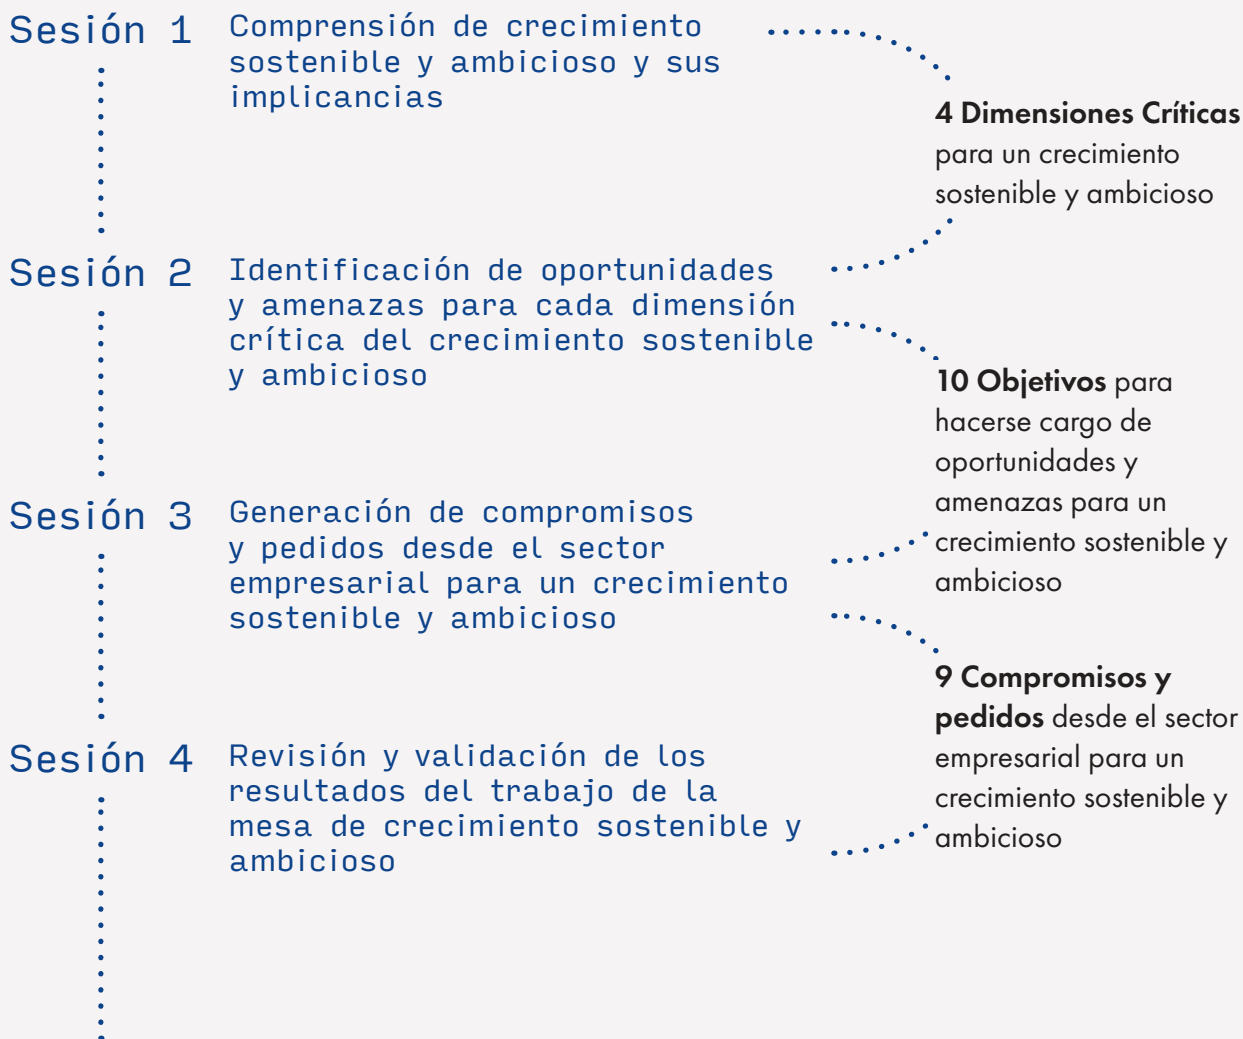 Sesión 1
Comprensión de crecimiento
sostenible y ambicioso y sus
implicancias
4 Dimensiones Críticas
para un crecimiento
sostenible y ambicioso
Sesión 2
Identificación de oportunidades
y amenazas para cada dimensión
crítica del crecimiento sostenible
y ambicioso
10 Objetivos para
hacerse cargo de
oportunidades y
amenazas para un
crecimiento sostenible y
ambicioso
Sesión 3
Generación de compromisos
y pedidos desde el sector
empresarial para un crecimiento
sostenible y ambicioso
9 Compromisos y
pedidos desde el sector
empresarial para un
crecimiento sostenible y
ambicioso
Sesión 4
Revisión y validación de los
resultados del trabajo de la
mesa de crecimiento sostenible y
ambicioso